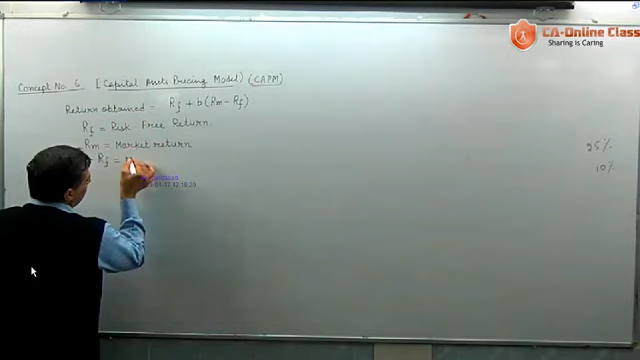 CA-Online Class
Sharing is Caring
Concept No. 6 [Capital Assets Pricing Model] (CAPM)
Return obtained = Rf + b (Rm - Rf)
Rf = Risk Free Return
Rm = Market return
25%
10%
Rf =